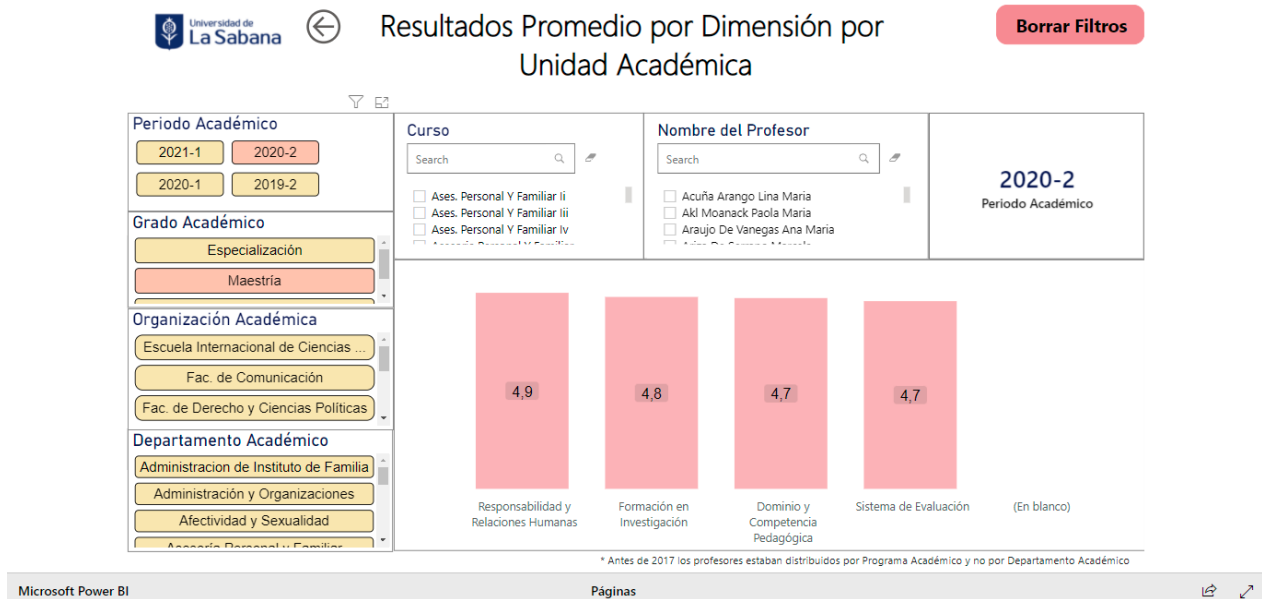 Universidad de
La Sabana
Resultados Promedio por Dimensión por
Unidad Académica
Borrar Filtros
Periodo Académico
2021-1
2020-2
2020-1
2019-2
Grado Académico
Especialización
Maestría
Organización Académica
Escuela Internacional de Ciencias ...
Fac. de Comunicación
Fac. de Derecho y Ciencias Políticas
Departamento Académico
Administracion de Instituto de Familia
Administración y Organizaciones
Afectividad y Sexualidad
Asesoría Personal y Familiar
Curso
Search
Ases. Personal Y Familiar Ii
Ases. Personal Y Familiar Iii
Ases. Personal Y Familiar Iv
Nombre del Profesor
Search
Acuña Arango Lina Maria
Akl Moanack Paola Maria
Araujo De Vanegas Ana Maria
2020-2
Periodo Académico
4,9
4,8
4,7
4,7
Responsabilidad y
Relaciones Humanas
Formación en
Investigación
Dominio y
Competencia
Pedagógica
Sistema de Evaluación
(En blanco)
* Antes de 2017 los profesores estaban distribuidos por Programa Académico y no por Departamento Académico
Microsoft Power BI
Páginas